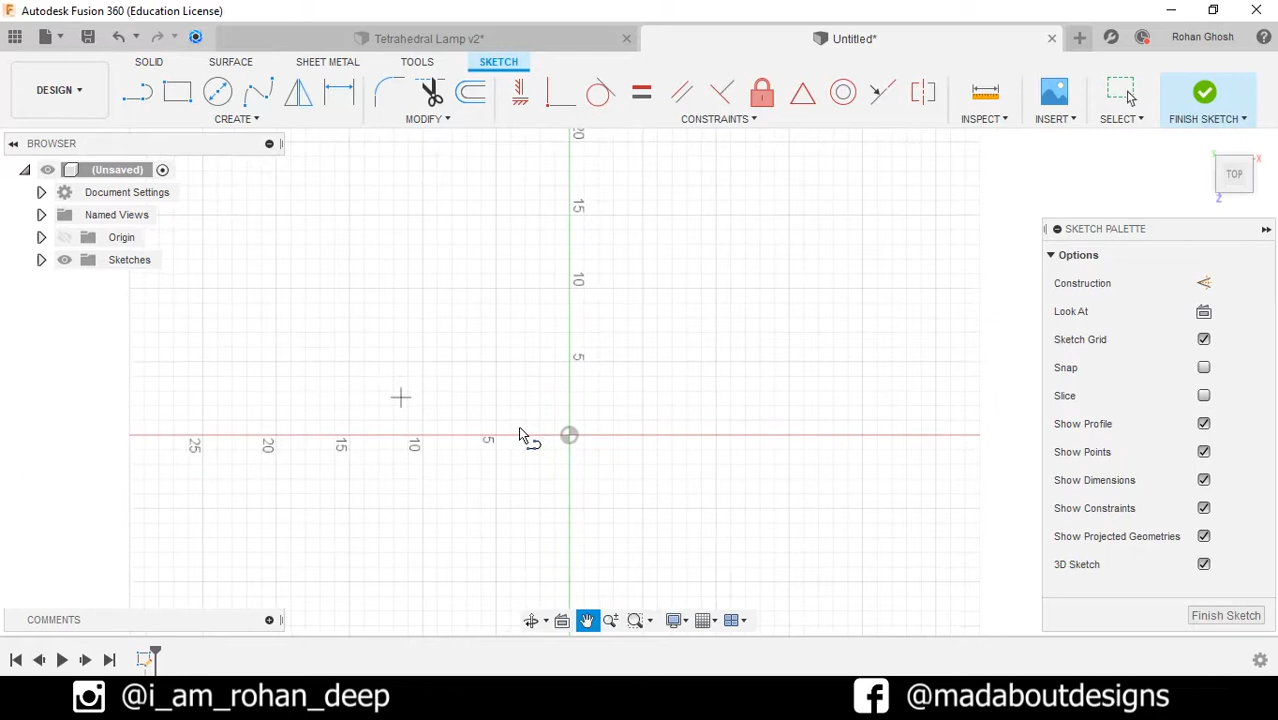 Autodesk Fusion 360 (Education License)
Tetrahedral Lamp v2*
Untitled*
Rohan Ghosh
DESIGN
SOLID
SURFACE
SHEET METAL
TOOLS
SKETCH
CREATE
MODIFY
CONSTRAINTS
INSPECT
INSERT
SELECT
FINISH SKETCH
BROWSER
(Unsaved)
Document Settings
Named Views
Origin
Sketches
TOP
X
Y
Z
20
15
10
5
25
20
15
10
5
SKETCH PALETTE
Options
Construction
Look At
Sketch Grid
Snap
Slice
Show Profile
Show Points
Show Dimensions
Show Constraints
Show Projected Geometries
3D Sketch
Finish Sketch
COMMENTS
@i_am_rohan_deep
@madaboutdesigns